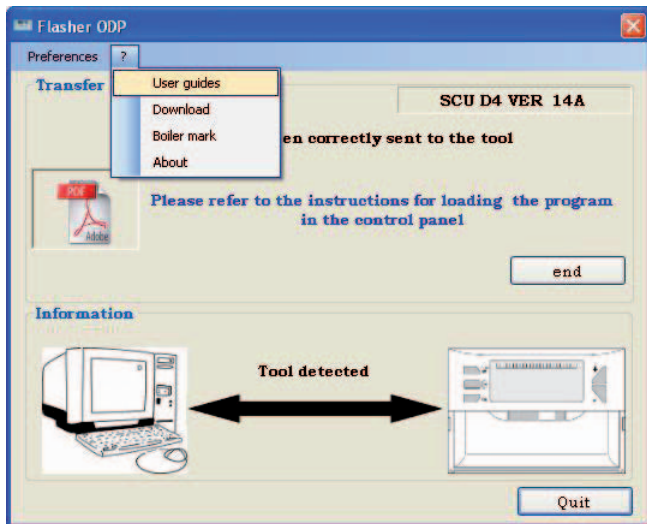 Flasher ODP
Preferences ?
Transfer
User guides
Download
Boiler mark
About
SCU D4 VER 14A
en correctly sent to the tool
PDF
Adobe
Please refer to the instructions for loading the program
in the control panel
end
Information
Tool detected
Quit